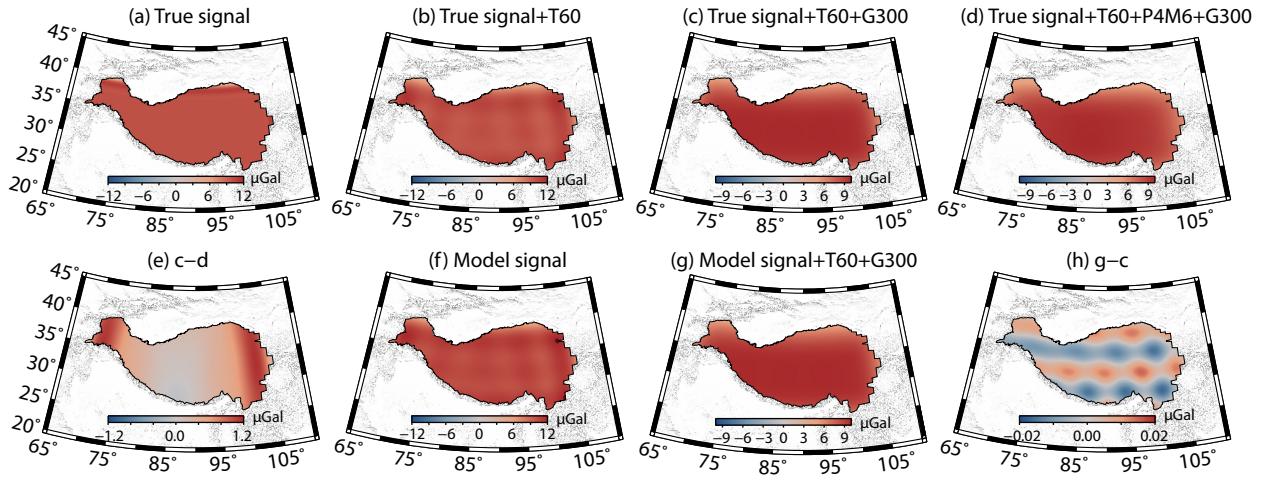 (a) True signal
(b) True signal+T60
(c) True signal+T60+G300
(d) True signal+T60+P4M6+G300
45°
40°
35°
30°
25°
20°
65°
75°
85°
95°
105°
−12 −6 0 6 12
μGal
75°
85°
95°
105°
65°
−12 −6 0 6 12
μGal
65°
75°
85°
95°
105°
−9 −6 −3 0 3 6 9
μGal
65°
75°
85°
95°
105°
−9 −6 −3 0 3 6 9
μGal
(e) c−d
(f) Model signal
(g) Model signal+T60+G300
(h) g−c
45°
40°
35°
30°
25°
20°
65°
75°
85°
95°
105°
−1.2 0.0 1.2
μGal
65°
75°
85°
95°
105°
−12 −6 0 6 12
μGal
65°
75°
85°
95°
105°
−9 −6 −3 0 3 6 9
μGal
65°
75°
85°
95°
105°
−0.02 0.00 0.02
μGal